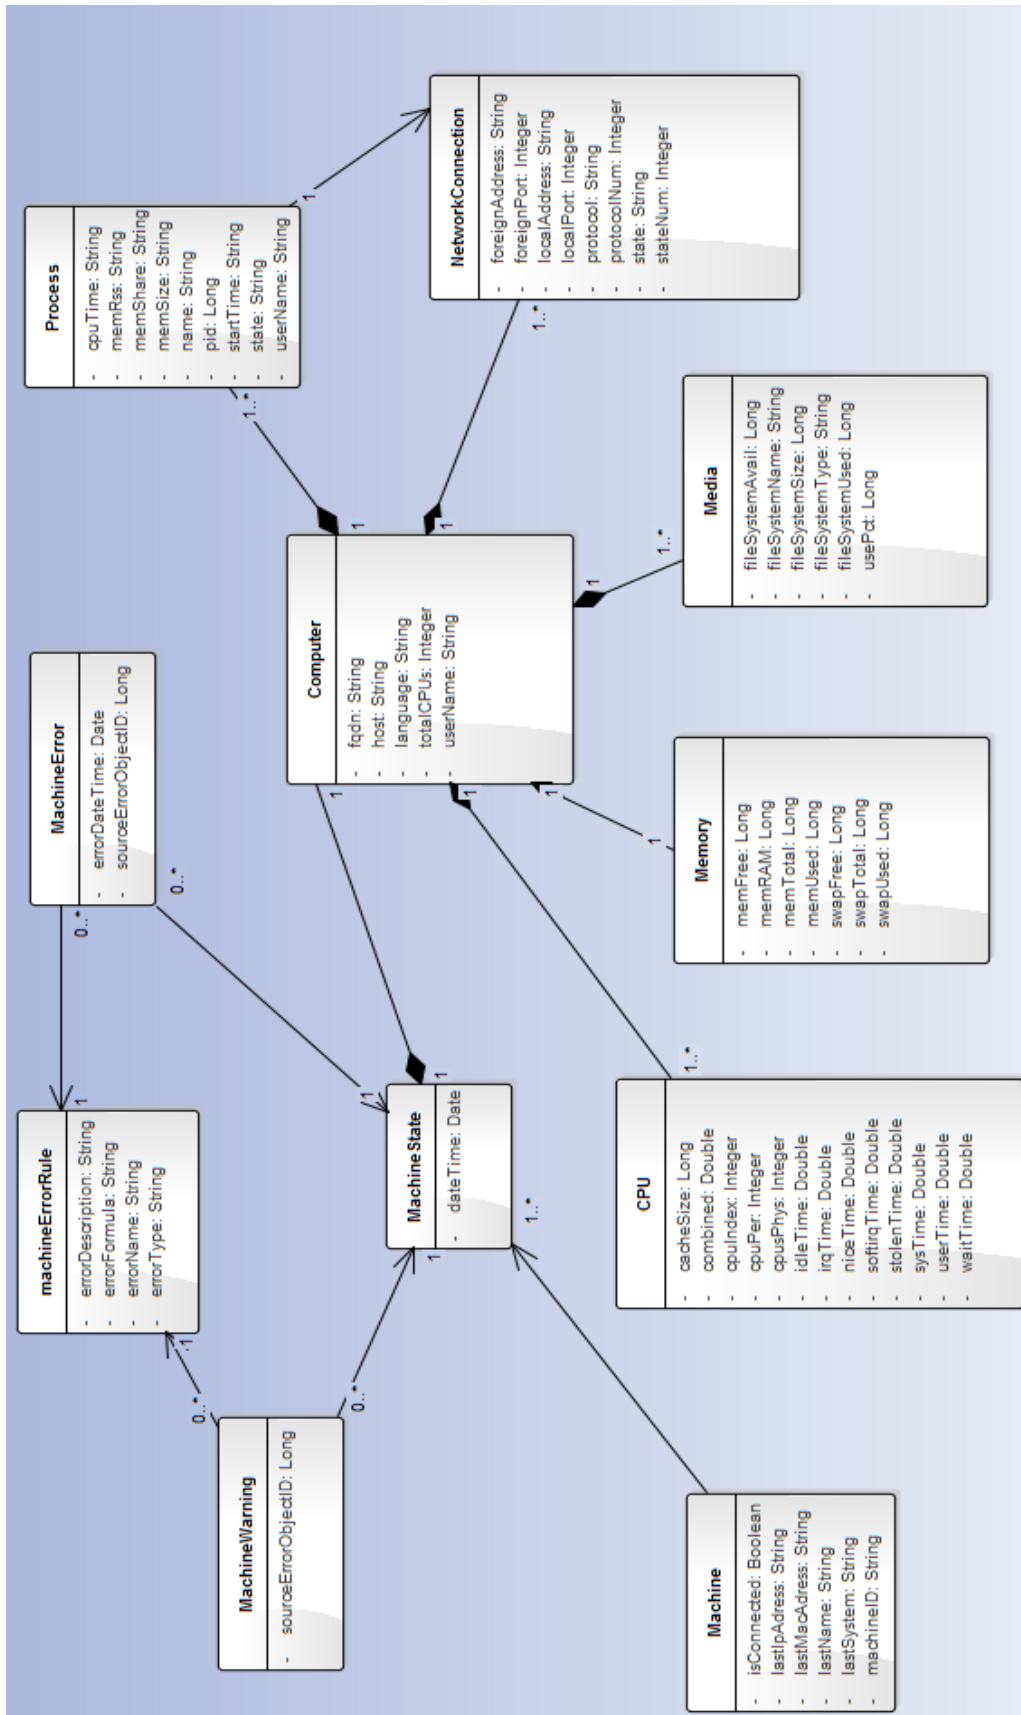 MachineWarning
- sourceErrorObjectID: Long
0..*
0..*
machineErrorRule
- errorDescription: String
- errorFormula: String
- errorName: String
- errorType: String
1
1
MachineError
- errorDateTime: Date
- sourceErrorObjectID: Long
0..*
0..*
Process
- cpuTime: String
- memRss: String
- memShare: String
- memSize: String
- name: String
- pid: Long
- startTime: String
- state: String
- userName: String
1..*
1
MachineState
- dateTime: Date
1
1
1
1..*
Computer
- fqdn: String
- host: String
- language: String
- totalCPUs: Integer
- userName: String
1
1
1
1
1
1
NetworkConnection
- foreignAddress: String
- foreignPort: Integer
- localAddress: String
- localPort: Integer
- protocol: String
- protocolNum: Integer
- state: String
- stateNum: Integer
1..*
Machine
- isConnected: Boolean
- lastIpAdress: String
- lastMacAdress: String
- lastName: String
- lastSystem: String
- machineID: String
CPU
- cacheSize: Long
- combined: Double
- cpuIndex: Integer
- cpuPer: Integer
- cpusPhys: Integer
- idleTime: Double
- irqTime: Double
- niceTime: Double
- softirqTime: Double
- stolenTime: Double
- sysTime: Double
- userTime: Double
- waitTime: Double
1..*
Memory
- memFree: Long
- memRAM: Long
- memTotal: Long
- memUsed: Long
- swapFree: Long
- swapTotal: Long
- swapUsed: Long
1
Media
- fileSystemAvail: Long
- fileSystemName: String
- fileSystemSize: Long
- fileSystemType: String
- fileSystemUsed: Long
- usePct: Long
1..*